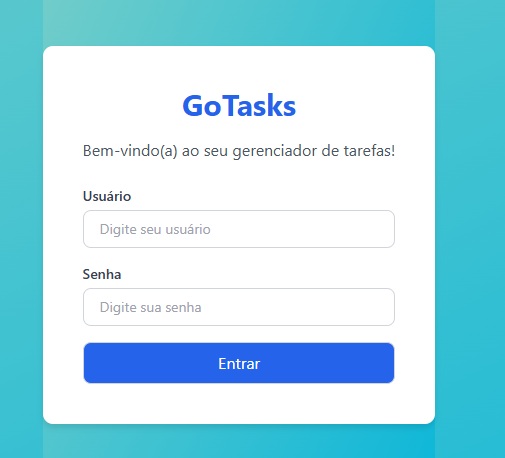 GoTasks
Bem-vindo(a) ao seu gerenciador de tarefas!
Usuário
Digite seu usuário
Senha
Digite sua senha
Entrar